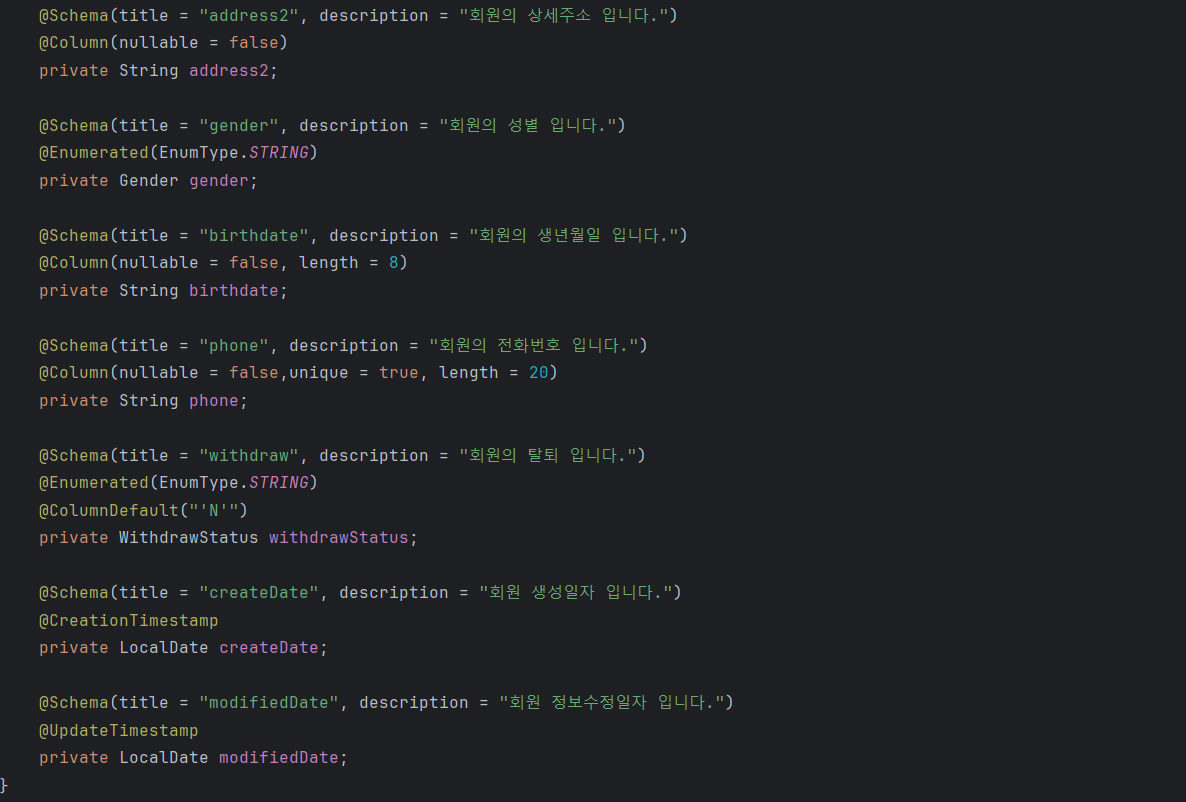 @Schema(title = "address2", description = "회원의 상세주소 입니다.")
@Column(nullable = false)
private String address2;
@Schema(title = "gender", description = "회원의 성별 입니다.")
@Enumerated(EnumType.STRING)
private Gender gender;
@Schema(title = "birthdate", description = "회원의 생년월일 입니다.")
@Column(nullable = false, length = 8)
private String birthdate;
@Schema(title = "phone", description = "회원의 전화번호 입니다.")
@Column(nullable = false,unique = true, length = 20)
private String phone;
@Schema(title = "withdraw", description = "회원의 탈퇴 입니다.")
@Enumerated(EnumType.STRING)
@ColumnDefault("'N'")
private WithdrawStatus withdrawStatus;
@Schema(title = "createDate", description = "회원 생성일자 입니다.")
@CreationTimestamp
private LocalDate createDate;
@Schema(title = "modifiedDate", description = "회원 정보수정일자 입니다.")
@UpdateTimestamp
private LocalDate modifiedDate;
}